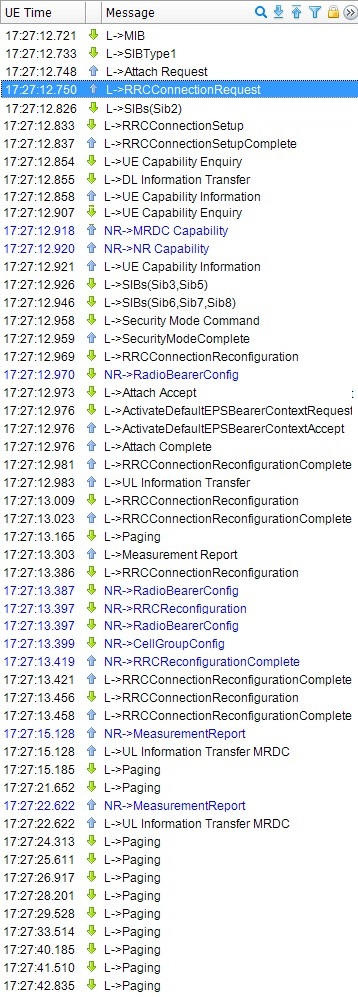 UE Time Message
17:27:12.721 L->MIB
17:27:12.733 L->SIBType1
17:27:12.748 L->Attach Request
17:27:12.750 L->RRCConnectionRequest
17:27:12.826 L->SIBs(Sib2)
17:27:12.833 L->RRCConnectionSetup
17:27:12.837 L->RRCConnectionSetupComplete
17:27:12.854 L->UE Capability Enquiry
17:27:12.855 L->DL Information Transfer
17:27:12.858 L->UE Capability Information
17:27:12.907 L->UE Capability Enquiry
17:27:12.918 NR->MRDC Capability
17:27:12.920 NR->NR Capability
17:27:12.921 L->UE Capability Information
17:27:12.926 L->SIBs(Sib3,Sib5)
17:27:12.946 L->SIBs(Sib6,Sib7,Sib8)
17:27:12.958 L->Security Mode Command
17:27:12.959 L->SecurityModeComplete
17:27:12.969 L->RRCConnectionReconfiguration
17:27:12.970 NR->RadioBearerConfig
17:27:12.973 L->Attach Accept
17:27:12.976 L->ActivateDefaultEPSBearerContextRequest
17:27:12.976 L->ActivateDefaultEPSBearerContextAccept
17:27:12.976 L->Attach Complete
17:27:12.981 L->RRCConnectionReconfigurationComplete
17:27:12.983 L->UL Information Transfer
17:27:13.009 L->RRCConnectionReconfiguration
17:27:13.023 L->RRCConnectionReconfigurationComplete
17:27:13.165 L->Paging
17:27:13.303 L->Measurement Report
17:27:13.386 L->RRCConnectionReconfiguration
17:27:13.387 NR->RadioBearerConfig
17:27:13.397 NR->RRCReconfiguration
17:27:13.397 NR->RadioBearerConfig
17:27:13.399 NR->CellGroupConfig
17:27:13.419 NR->RRCReconfigurationComplete
17:27:13.421 L->RRCConnectionReconfigurationComplete
17:27:13.456 L->RRCConnectionReconfiguration
17:27:13.458 L->RRCConnectionReconfigurationComplete
17:27:15.128 NR->MeasurementReport
17:27:15.128 L->UL Information Transfer MRDC
17:27:15.185 L->Paging
17:27:21.652 L->Paging
17:27:22.622 NR->MeasurementReport
17:27:22.622 L->UL Information Transfer MRDC
17:27:24.313 L->Paging
17:27:25.611 L->Paging
17:27:26.917 L->Paging
17:27:28.201 L->Paging
17:27:29.528 L->Paging
17:27:33.514 L->Paging
17:27:40.185 L->Paging
17:27:41.510 L->Paging
17:27:42.835 L->Paging